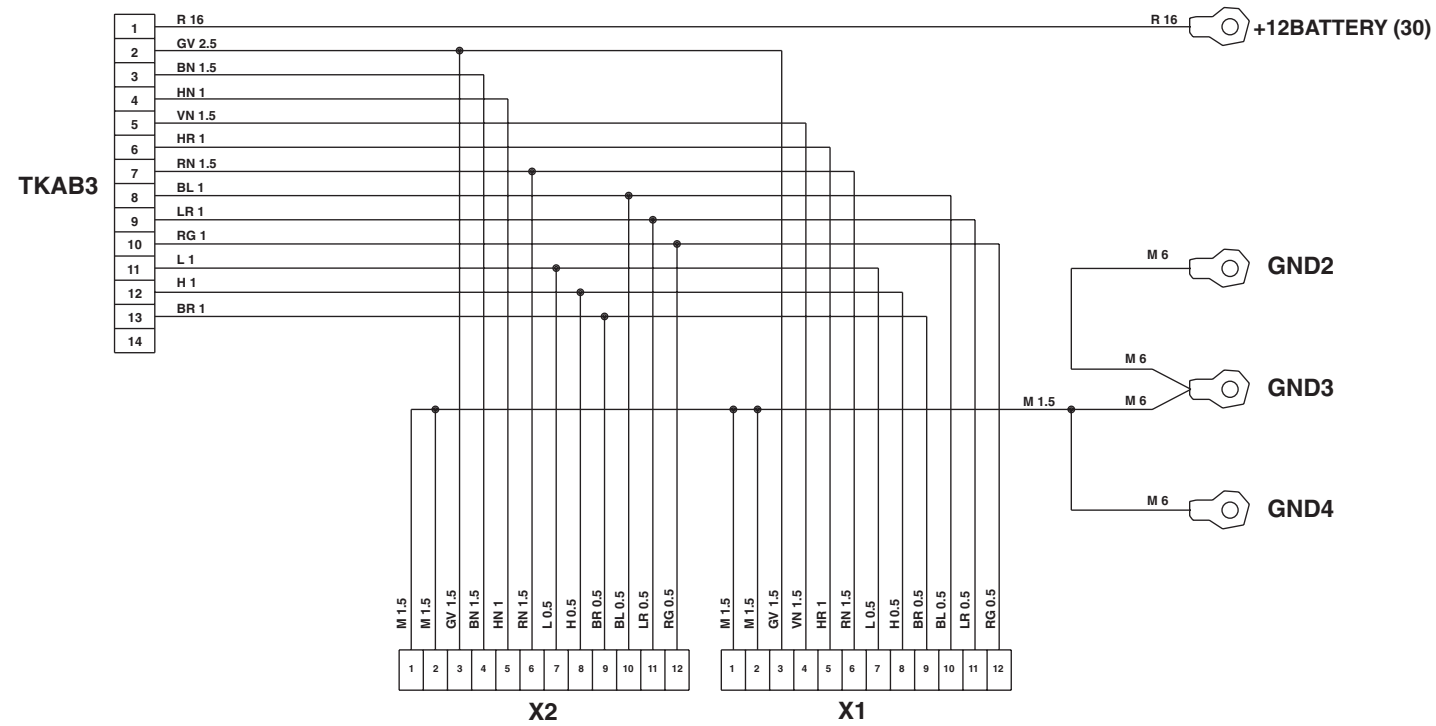 R 16 R 16
1 +12BATTERY (30)
GV 2.5
2
BN 1.5
3
HN 1
4
VN 1.5
5
HR 1
6
RN 1.5
7
TKAB3
BL 1
8
LR 1
9
RG 1
10
L 1
11
H 1
12
BR 1
13
14
M 6 GND2
M 6
GND3
M 1.5 M 6
M 6 GND4
M 1.5 M 1.5 GV 1.5 BN 1.5 HN 1 RN 1.5 L 0.5 H 0.5 BR 0.5 BL 0.5 LR 0.5 RG 0.5
1 2 3 4 5 6 7 8 9 10 11 12
X2
M 1.5 M 1.5 GV 1.5 VN 1.5 HR 1 RN 1.5 L 0.5 H 0.5 BR 0.5 BL 0.5 LR 0.5 RG 0.5
1 2 3 4 5 6 7 8 9 10 11 12
X1